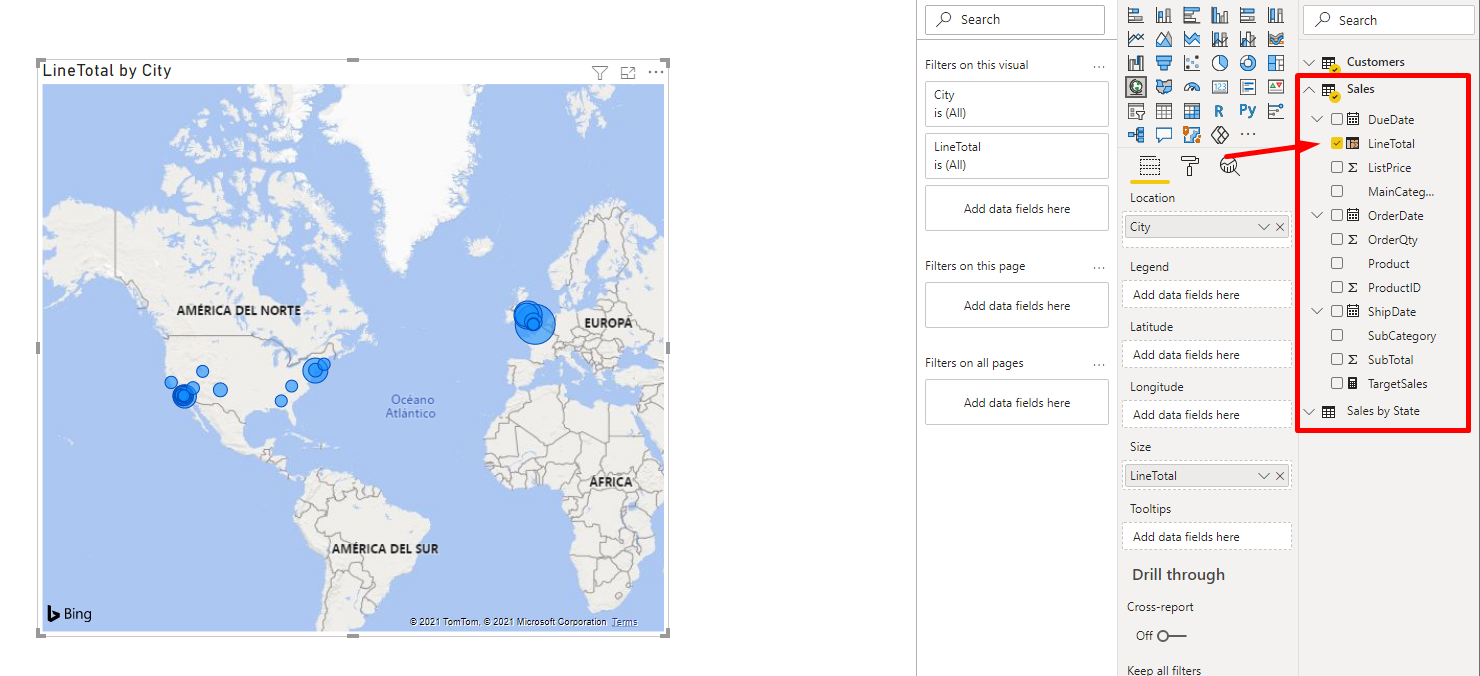 LineTotal by City
AMÉRICA DEL NORTE
EUROPA
Océano
Atlántico
ÁFRICA
AMÉRICA DEL SUR
Bing
© 2021 TomTom, © 2021 Microsoft Corporation Terms
Search
Filters on this visual
City
is (All)
LineTotal
is (All)
Add data fields here
Filters on this page
Add data fields here
Filters on all pages
Add data fields here
123
R
Py
Location
City
Legend
Add data fields here
Latitude
Add data fields here
Longitude
Add data fields here
Size
LineTotal
Tooltips
Add data fields here
Drill through
Cross-report
Off
Keep all filters
Search
Customers
Sales
DueDate
LineTotal
Σ ListPrice
MainCateg...
OrderDate
Σ OrderQty
Product
Σ ProductID
ShipDate
SubCategory
Σ SubTotal
TargetSales
Sales by State